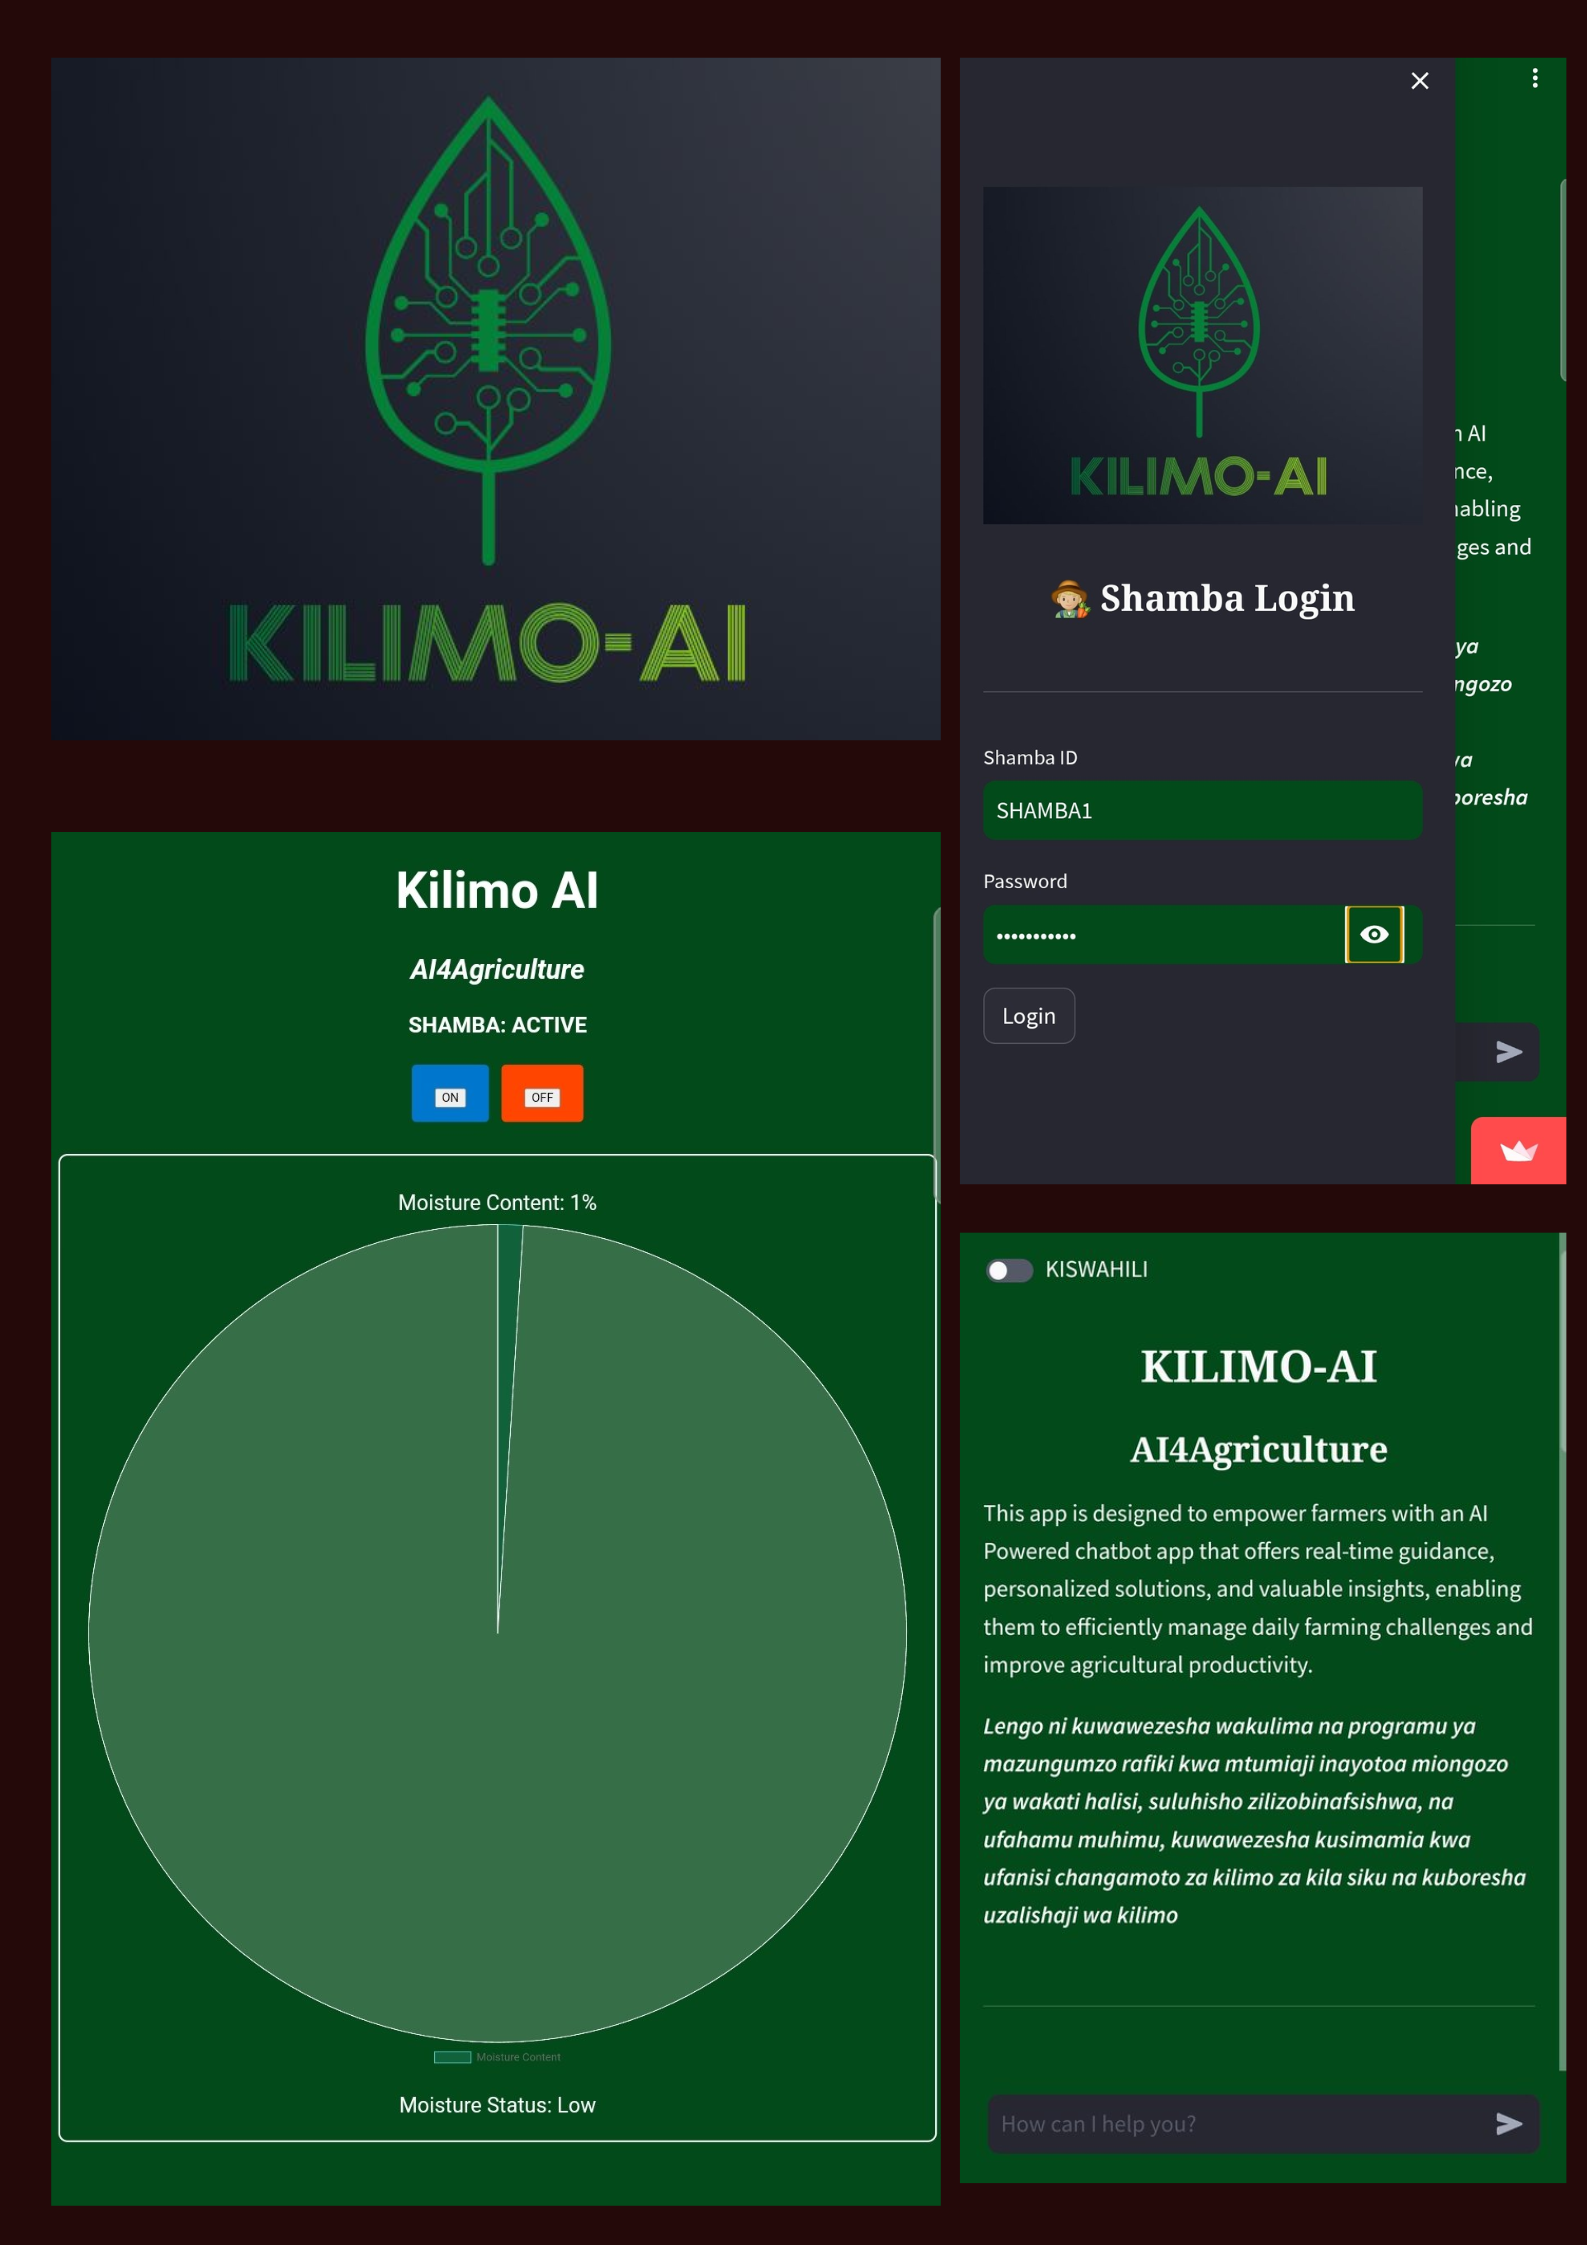 KILIMO-AI
Kilimo AI
AI4Agriculture
SHAMBA: ACTIVE
ON OFF
Moisture Content: 1%
Moisture Content
Moisture Status: Low
KILIMO-AI
Shamba Login
Shamba ID
SHAMBA1
Password
Login
AI
nce,
abling
ges and
ya
ngozo
boresha
KISWAHILI
KILIMO-AI
AI4Agriculture
This app is designed to empower farmers with an AI
Powered chatbot app that offers real-time guidance,
personalized solutions, and valuable insights, enabling
them to efficiently manage daily farming challenges and
improve agricultural productivity.
Lengo ni kuwawezesha wakulima na programu ya
mazungumzo rafiki kwa mtumiaji inayotoa miongozo
ya wakati halisi, suluhisho zilizobinafsishwa, na
ufahamu muhimu, kuwawezesha kusimamia kwa
ufanisi changamoto za kilimo za kila siku na kuboresha
uzalishaji wa kilimo
How can I help you?